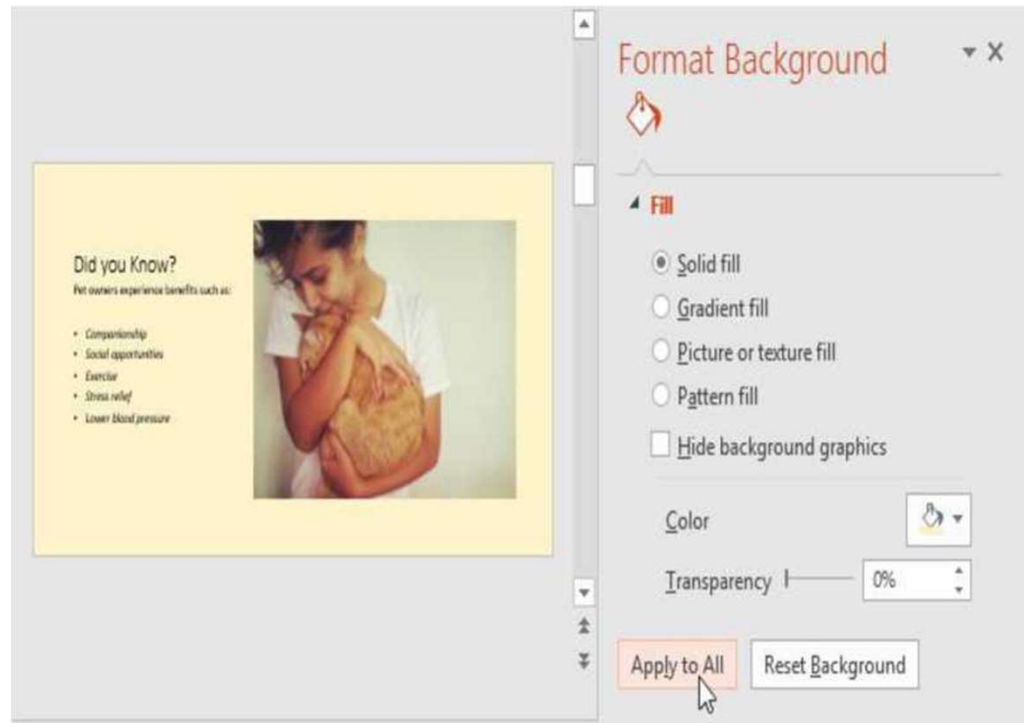 Did you Know?
Pet owners experience benefits such as:
• Companionship
• Social opportunities
• Exercise
• Stress relief
• Lower blood pressure
Format Background
Fill
Solid fill
Gradient fill
Picture or texture fill
Pattern fill
Hide background graphics
Color
Transparency 0%
Apply to All Reset Background